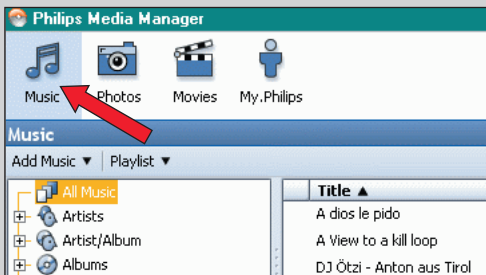 Philips Media Manager
Music Photos Movies My.Philips
Music
Add Music ▼ Playlist ▼
All Music
Artists
Artist/Album
Albums
Title ▲
A dios le pido
A View to a kill loop
DJ Ötzi - Anton aus Tirol